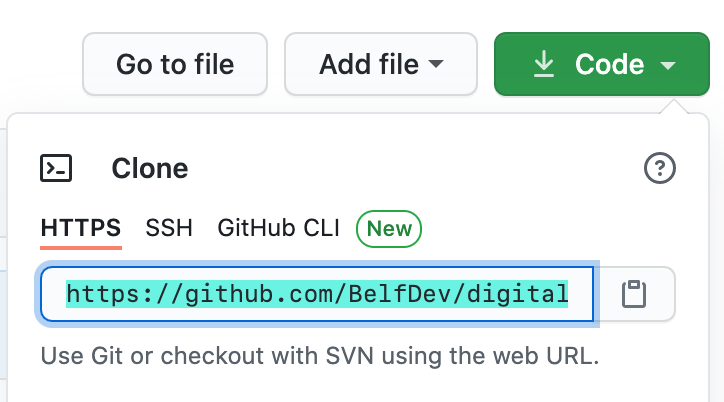 Go to file
Add file
Code
Clone
HTTPS SSH GitHub CLI New
https://github.com/BelfDev/digital
Use Git or checkout with SVN using the web URL.